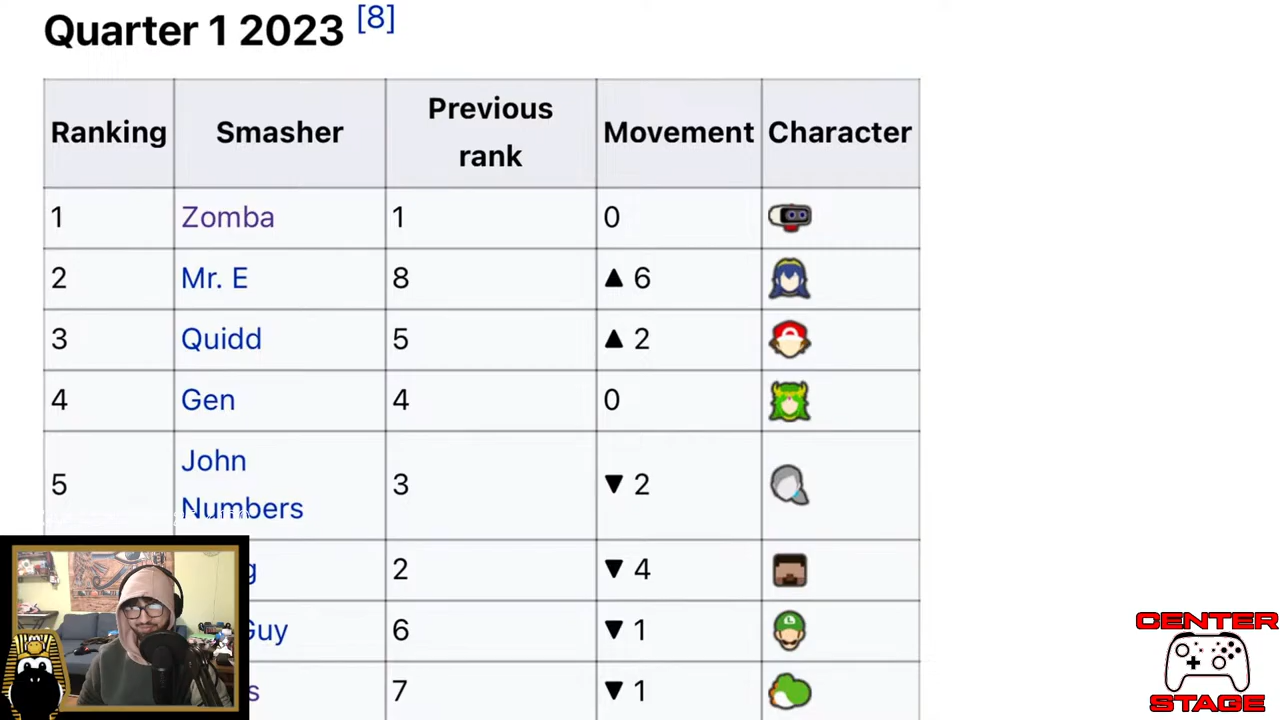 Quarter 1 2023 [8]
Ranking Smasher Previous rank Movement Character
1 Zomba 1 0
2 Mr. E 8 ▲ 6
3 Quidd 5 ▲ 2
4 Gen 4 0
5 John Numbers 3 ▼ 2
g 2 ▼ 4
Guy 6 ▼ 1
s 7 ▼ 1
CENTER
STAGE